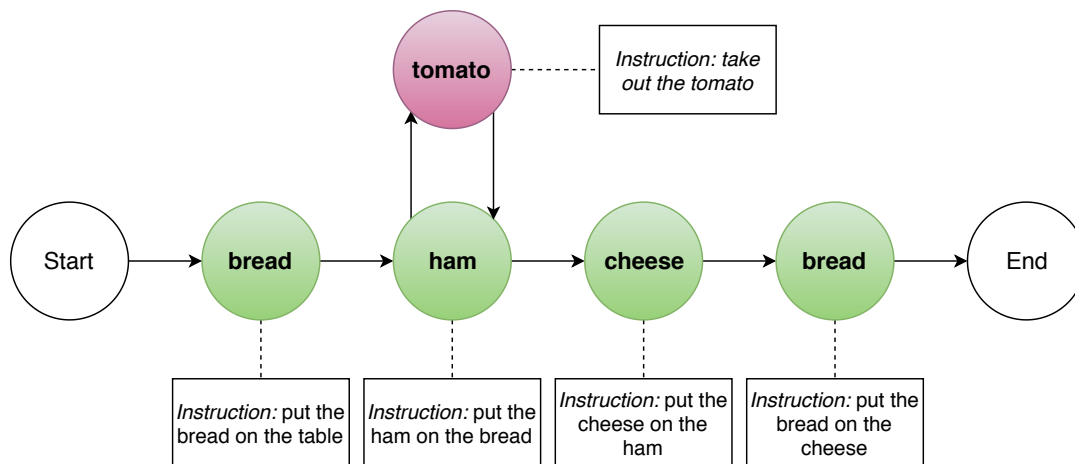 tomato
Instruction: take
out the tomato
Start
bread
ham
cheese
bread
End
Instruction: put the
bread on the table
Instruction: put the
ham on the bread
Instruction: put the
cheese on the
ham
Instruction: put the
bread on the
cheese